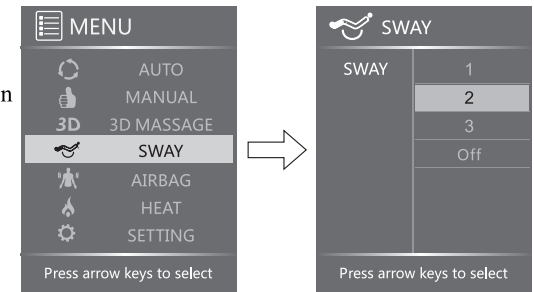 MENU
AUTO
n
MANUAL
3D 3D MASSAGE
SWAY
AIRBAG
HEAT
SETTING
Press arrow keys to select
SWAY
SWAY 1
2
3
Off
Press arrow keys to select